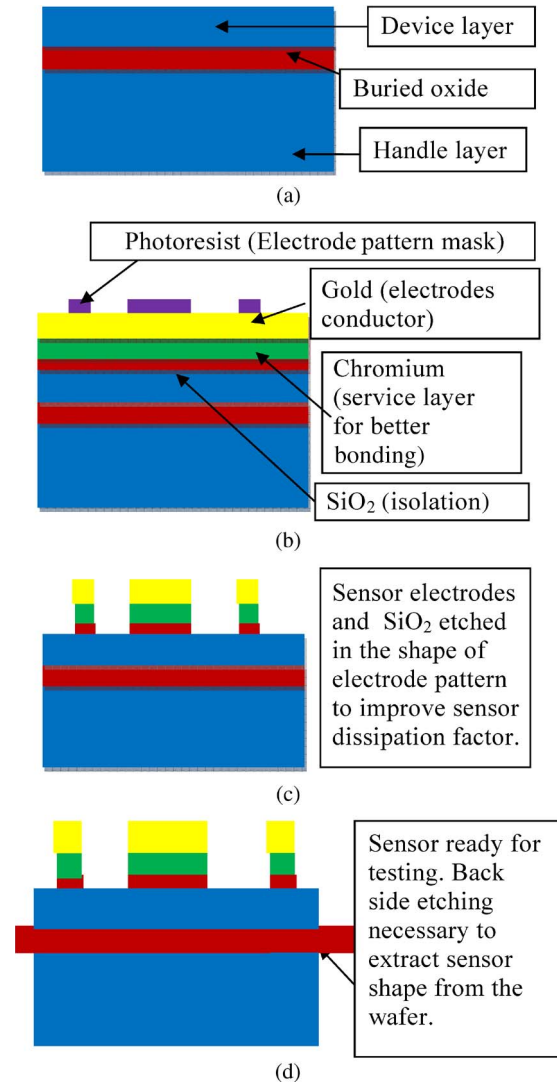 Device layer
Buried oxide
Handle layer
(a)
Photoresist (Electrode pattern mask)
Gold (electrodes
conductor)
Chromium
(service layer
for better
bonding)
SiO₂ (isolation)
(b)
Sensor electrodes
and SiO₂ etched
in the shape of
electrode pattern
to improve sensor
dissipation factor.
(c)
Sensor ready for
testing. Back
side etching
necessary to
extract sensor
shape from the
wafer.
(d)